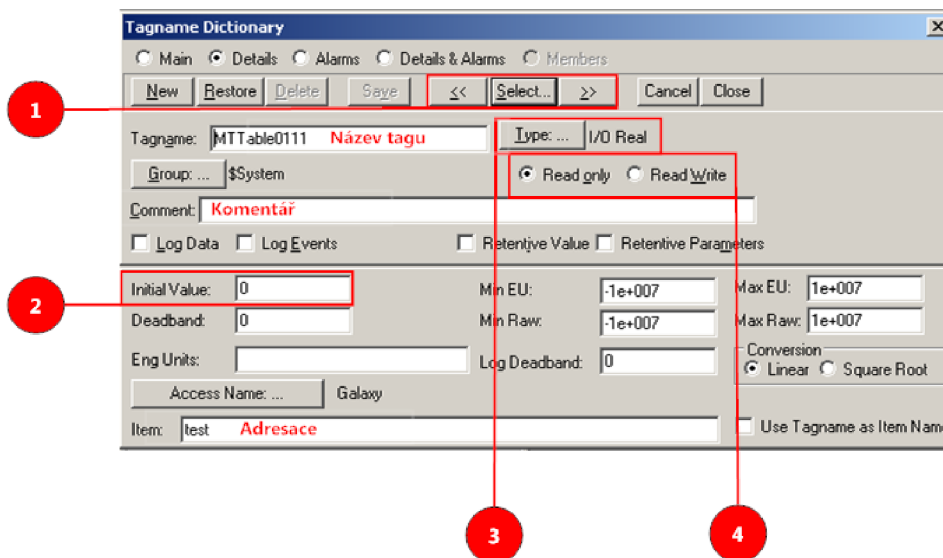 Tagname Dictionary
Main Details Alarms Details & Alarms Members
New Restore Delete Save << Select... >> Cancel Close
1
Tagname: MTTable0111 Název tagu Type: ... I/O Real
Group: ... $System Read only Read Write
Comment: Komentář
Log Data Log Events Retentive Value Retentive Parameters
2
Initial Value: 0 Min EU: -1e+007 Max EU: 1e+007
Deadband: 0 Min Raw: -1e+007 Max Raw: 1e+007
Eng Units: Log Deadband: 0 Conversion
Linear Square Root
Access Name: ... Galaxy
Item: test Adresace Use Tagname as Item Name
3 4